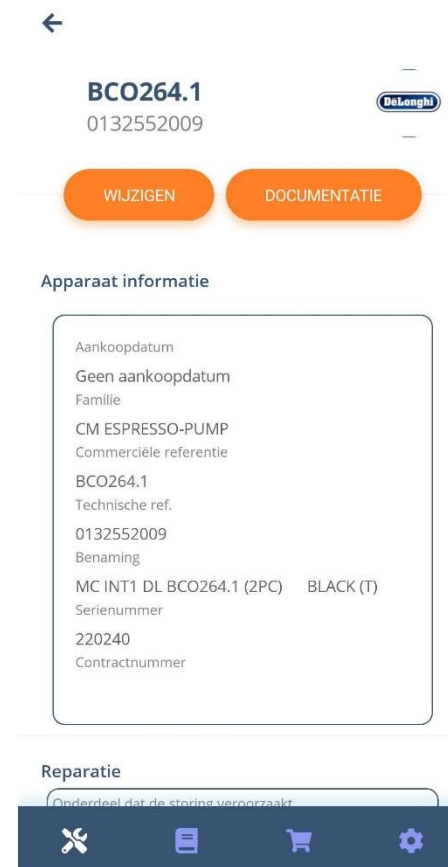 BCO264.1
DeLonghi
0132552009
WIJZIGEN DOCUMENTATIE
Apparaat informatie
Aankoopdatum
Geen aankoopdatum
Familie
CM ESPRESSO-PUMP
Commerciële referentie
BCO264.1
Technische ref.
0132552009
Benaming
MC INT1 DL BCO264.1 (2PC) BLACK (T)
Serienummer
220240
Contractnummer
Reparatie
Onderdeel dat de storing veroorzaakt